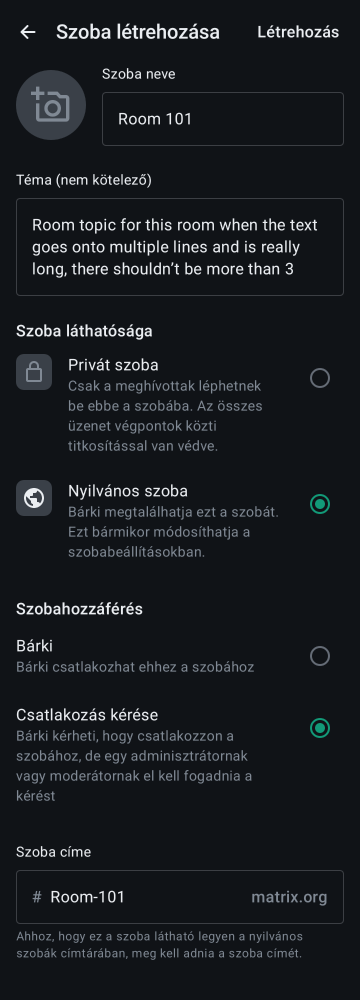 Szoba létrehozása
Létrehozás
Szoba neve
Room 101
Téma (nem kötelező)
Room topic for this room when the text
goes onto multiple lines and is really
long, there shouldn’t be more than 3
Szoba láthatósága
Privát szoba
Csak a meghívottak léphetnek
be ebbe a szobába. Az összes
üzenet végpontok közti
titkosítással van védve.
Nyilvános szoba
Bárki megtalálhatja ezt a szobát.
Ezt bármikor módosíthatja a
szobabeállításokban.
Szobahozzáférés
Bárki
Bárki csatlakozhat ehhez a szobához
Csatlakozás kérése
Bárki kérheti, hogy csatlakozzon a
szobához, de egy adminisztrátornak
vagy moderátornak el kell fogadnia a
kérést
Szoba címe
# Room-101 matrix.org
Ahhoz, hogy ez a szoba látható legyen a nyilvános
szobák címtárában, meg kell adnia a szoba címét.